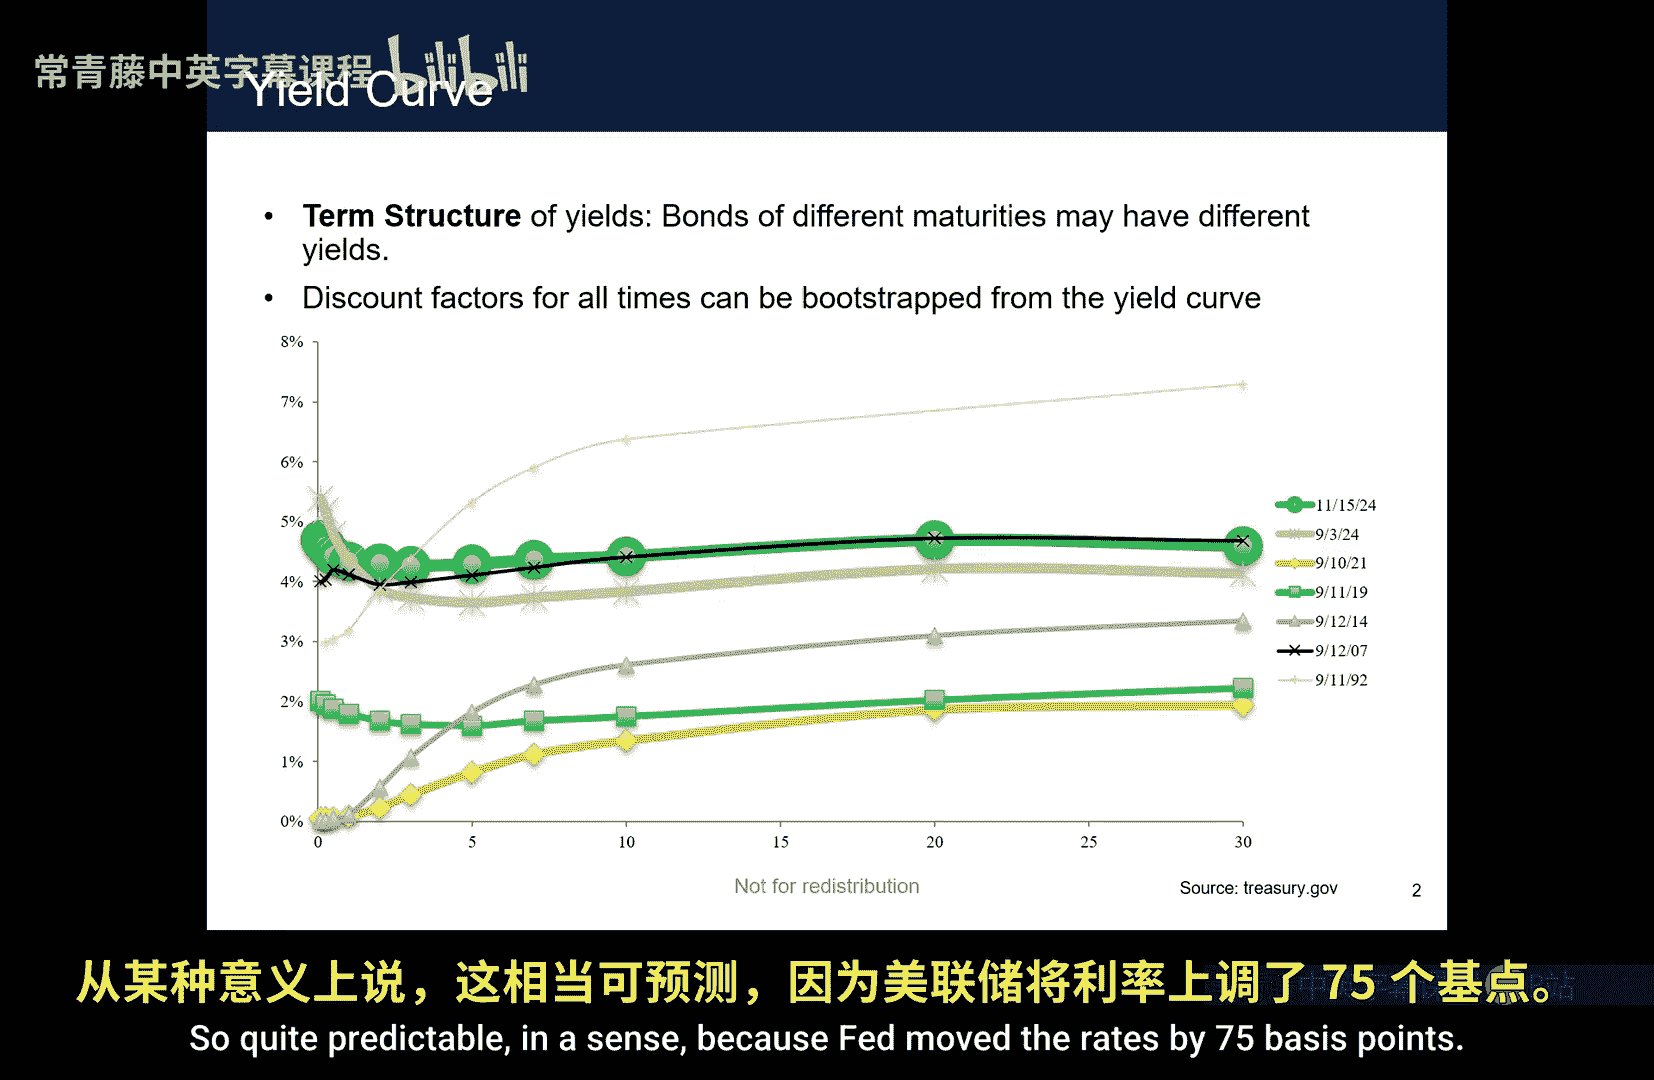 常青藤中英字幕课程
bilibili
Yield Curve
• Term Structure of yields: Bonds of different maturities may have different
yields.
• Discount factors for all times can be bootstrapped from the yield curve
8%
7%
6%
5%
4%
3%
2%
1%
0%
0 5 10 15 20 25 30
11/15/24
9/3/24
9/10/21
9/11/19
9/12/14
9/12/07
9/11/92
Not for redistribution
Source: treasury.gov
2
从某种意义上说，这相当可预测，因为美联储将利率上调了 75 个基点。
So quite predictable, in a sense, because Fed moved the rates by 75 basis points.